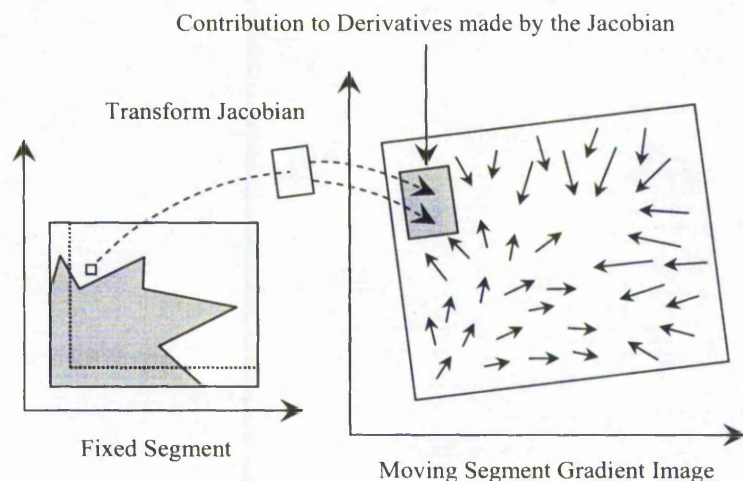 Contribution to Derivatives made by the Jacobian
Transform Jacobian
Fixed Segment
Moving Segment Gradient Image